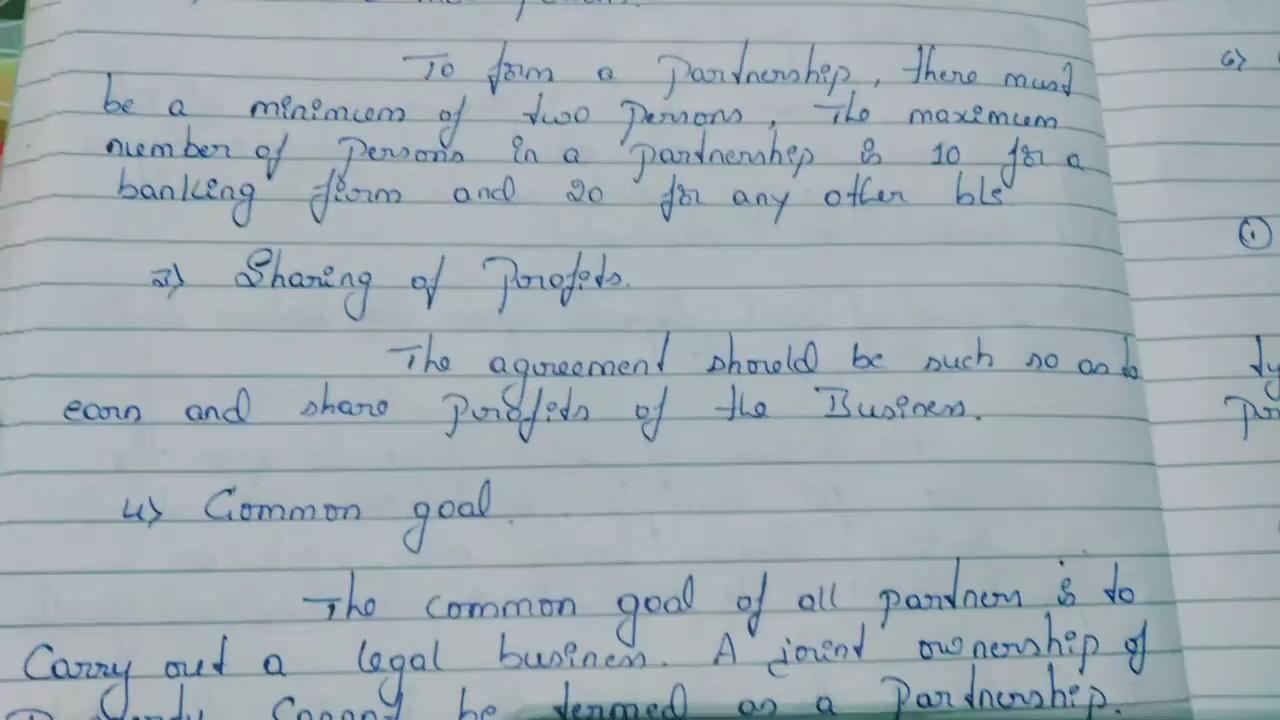 To form a partnership, there must
be a minimum of two persons, The maximum
number of persons in a partnership is 10 for a
banking firm and 20 for any other b/s
3) Sharing of Profits.
The agreement should be such so as to
earn and share profits of the Business.
4) Common goal.
The common goal of all partners is to
Carry out a legal business. A joint ownership of
cannot be termed as a Partnership.
6)
①